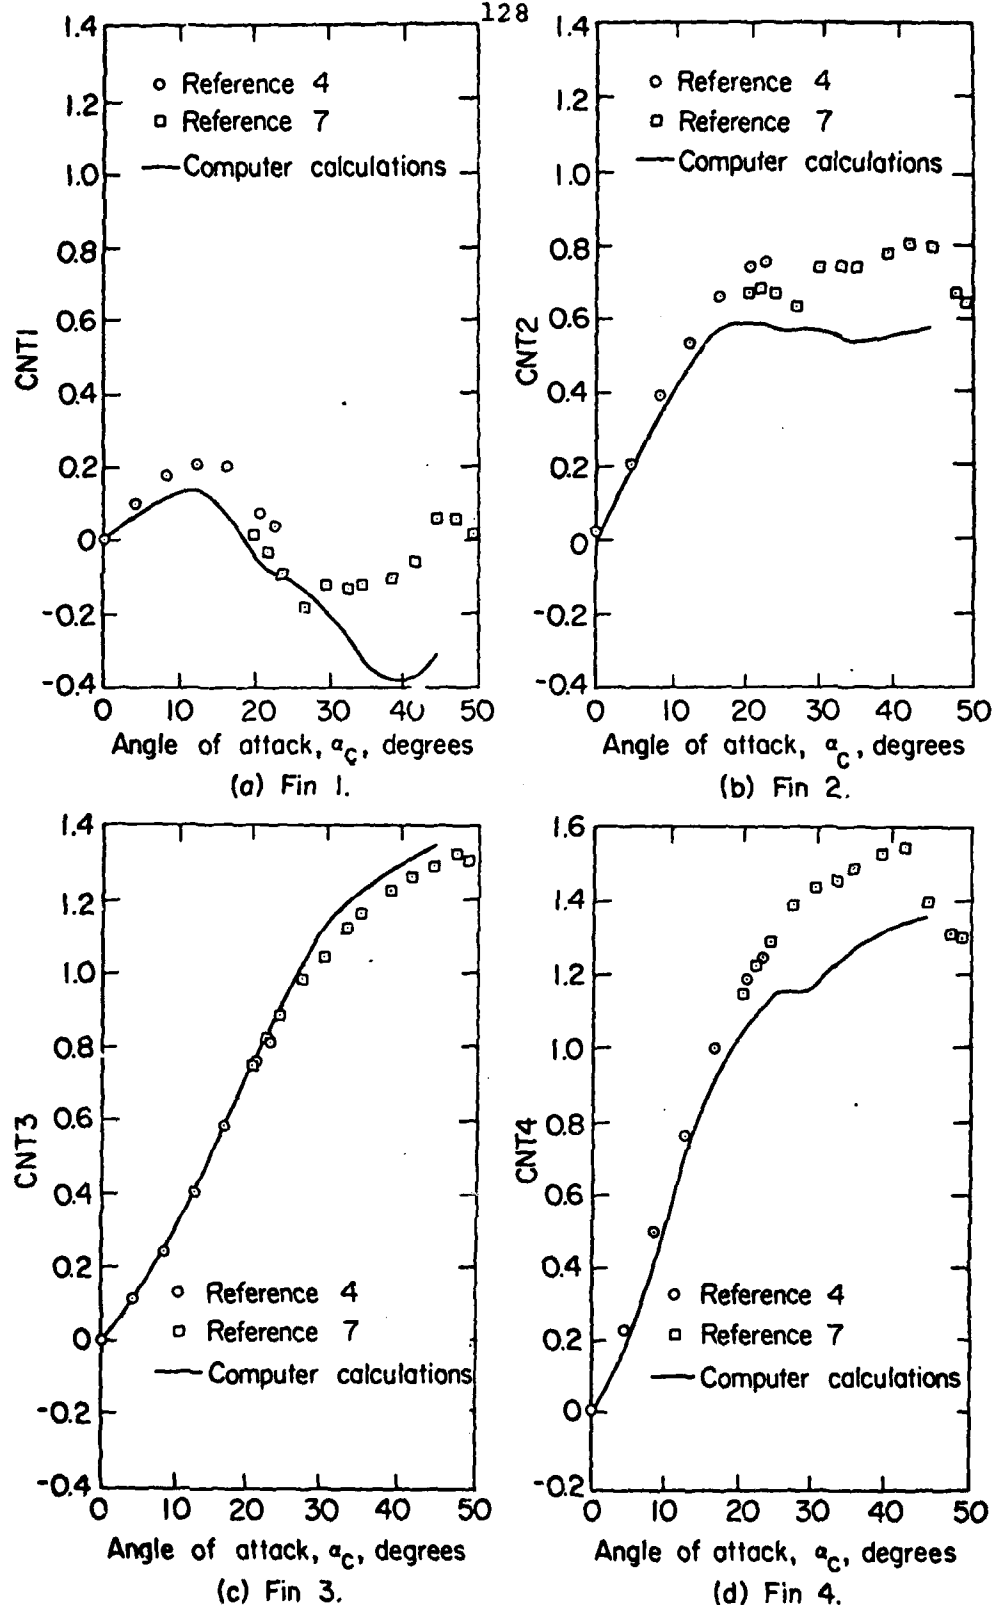 128
1.4
1.2
1.0
0.8
0.6
0.4
0.2
0
-0.2
-0.4
CNT1
○ Reference 4
□ Reference 7
— Computer calculations
0 10 20 30 40 50
Angle of attack, αc, degrees
(a) Fin 1.
1.4
1.2
1.0
0.8
0.6
0.4
0.2
0
-0.2
-0.4
CNT2
○ Reference 4
□ Reference 7
— Computer calculations
0 10 20 30 40 50
Angle of attack, αc, degrees
(b) Fin 2.
1.4
1.2
1.0
0.8
0.6
0.4
0.2
0
-0.2
-0.4
CNT3
○ Reference 4
□ Reference 7
— Computer calculations
0 10 20 30 40 50
Angle of attack, αc, degrees
(c) Fin 3.
1.6
1.4
1.2
1.0
0.8
0.6
0.4
0.2
0
-0.2
CNT4
○ Reference 4
□ Reference 7
— Computer calculations
0 10 20 30 40 50
Angle of attack, αc, degrees
(d) Fin 4.